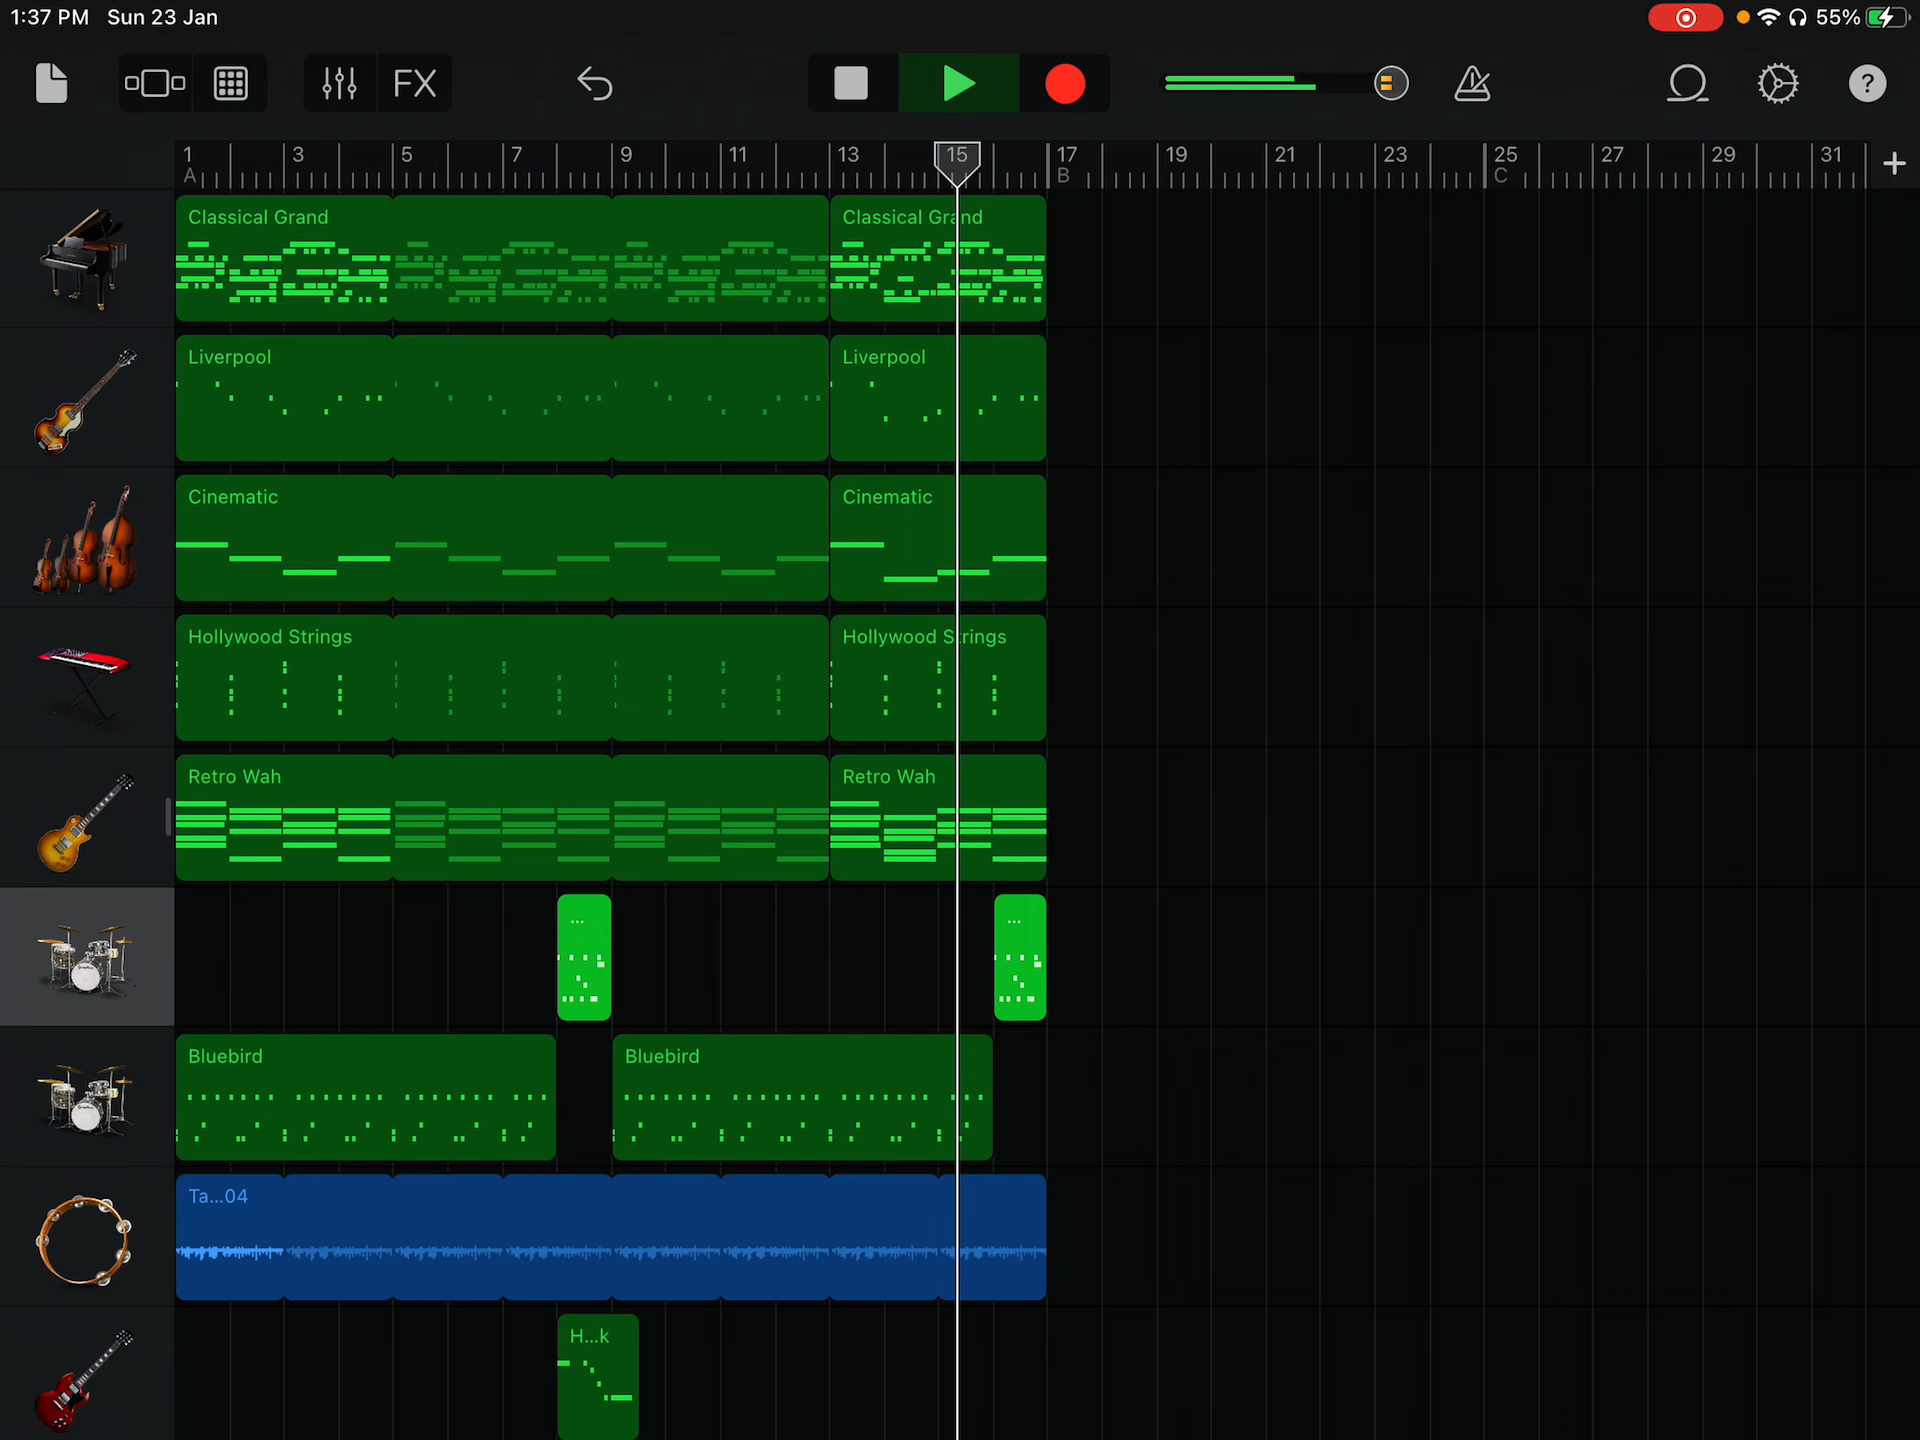 1:37 PM Sun 23 Jan 55%
FX ?
1 3 5 7 9 11 13 15 17 19 21 23 25 27 29 31 +
A B C
Classical Grand Classical Grand
Liverpool Liverpool
Cinematic Cinematic
Hollywood Strings Hollywood Strings
Retro Wah Retro Wah
Bluebird Bluebird
Ta...04
H...k